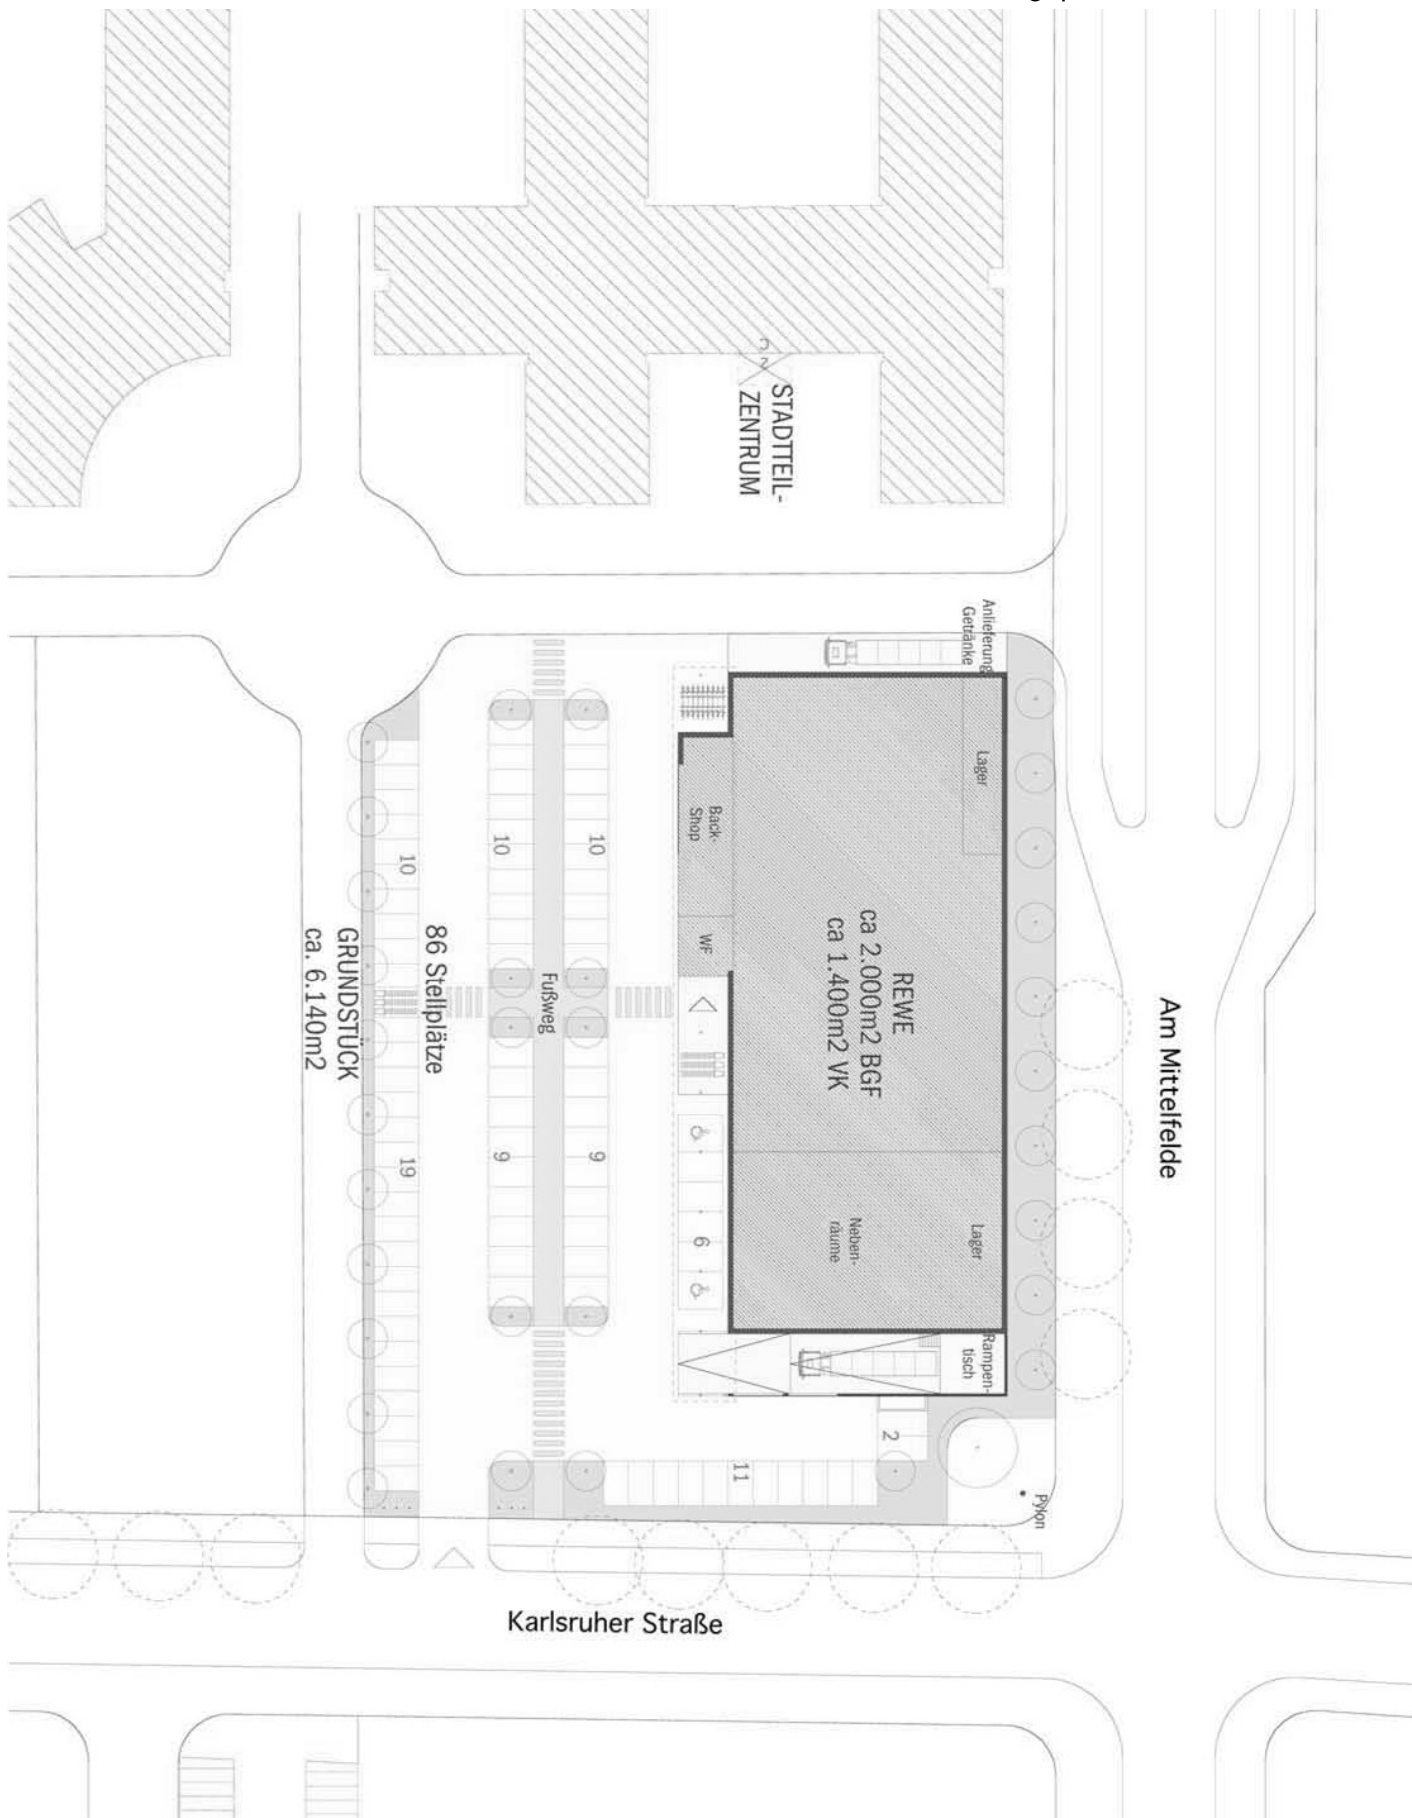 STADTTEIL-
ZENTRUM
Anlieferung
Getränke
Lager
Back-
Shop
WF
REWE
ca 2.000m2 BGF
ca 1.400m2 VK
10
10
10
Fußweg
86 Stellplätze
GRUNDSTÜCK
ca. 6.140m2
Am Mittelfelde
9
9
19
6
Neben-
räume
Lager
Rampen-
tisch
2
11
Pylon
Karlsruher Straße